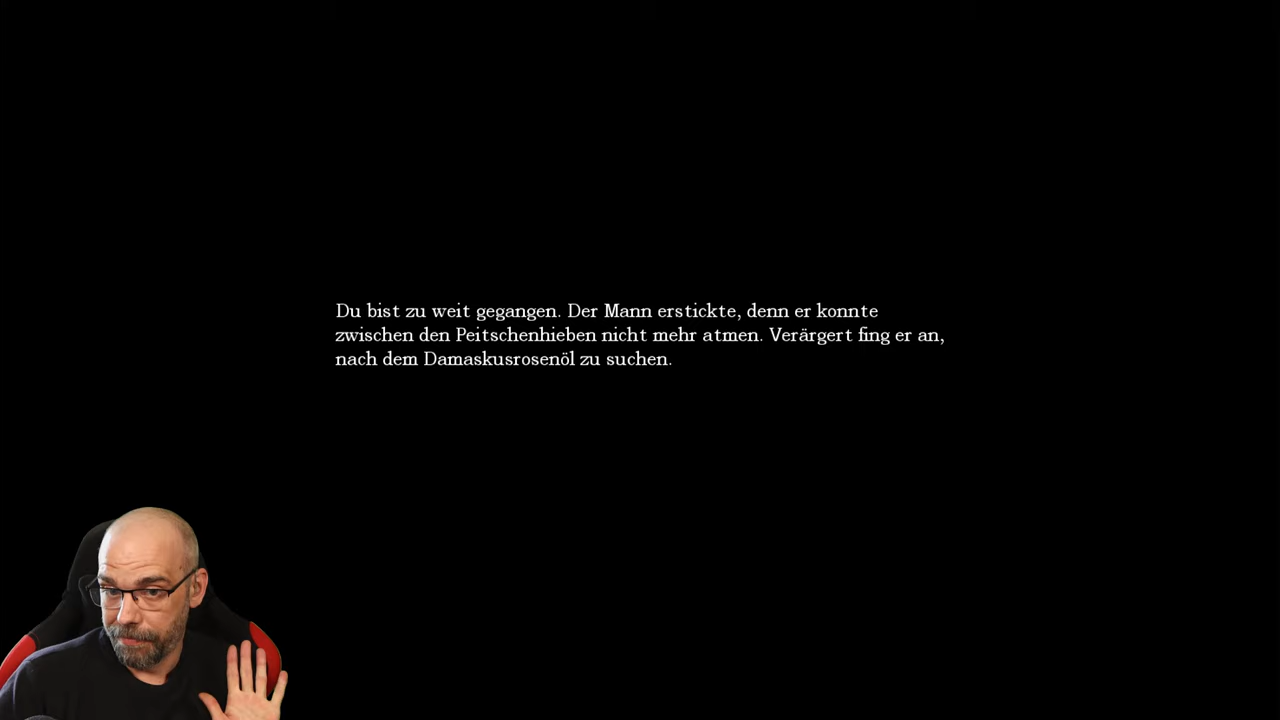 Du bist zu weit gegangen. Der Mann erstickte, denn er konnte
zwischen den Peitschenhieben nicht mehr atmen. Verärgert fing er an,
nach dem Damaskusrosenöl zu suchen.